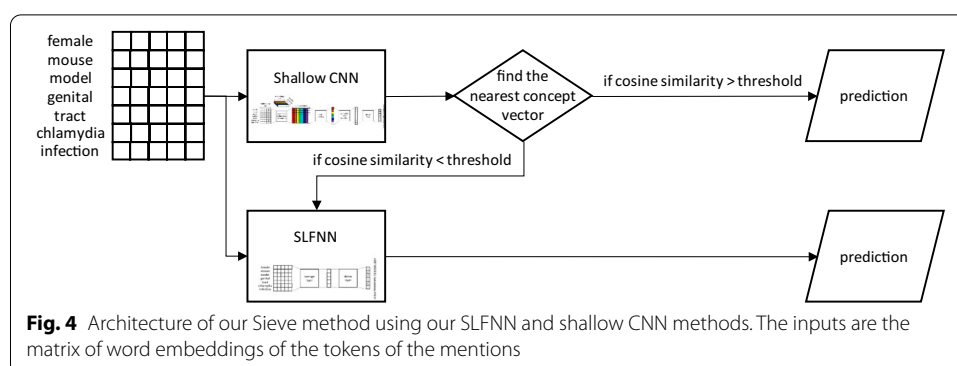 female
mouse
model
genital
tract
chlamydia
infection
Shallow CNN
find the
nearest concept
vector
if cosine similarity > threshold
prediction
if cosine similarity < threshold
SLFNN
prediction
Fig. 4 Architecture of our Sieve method using our SLFNN and shallow CNN methods. The inputs are the
matrix of word embeddings of the tokens of the mentions